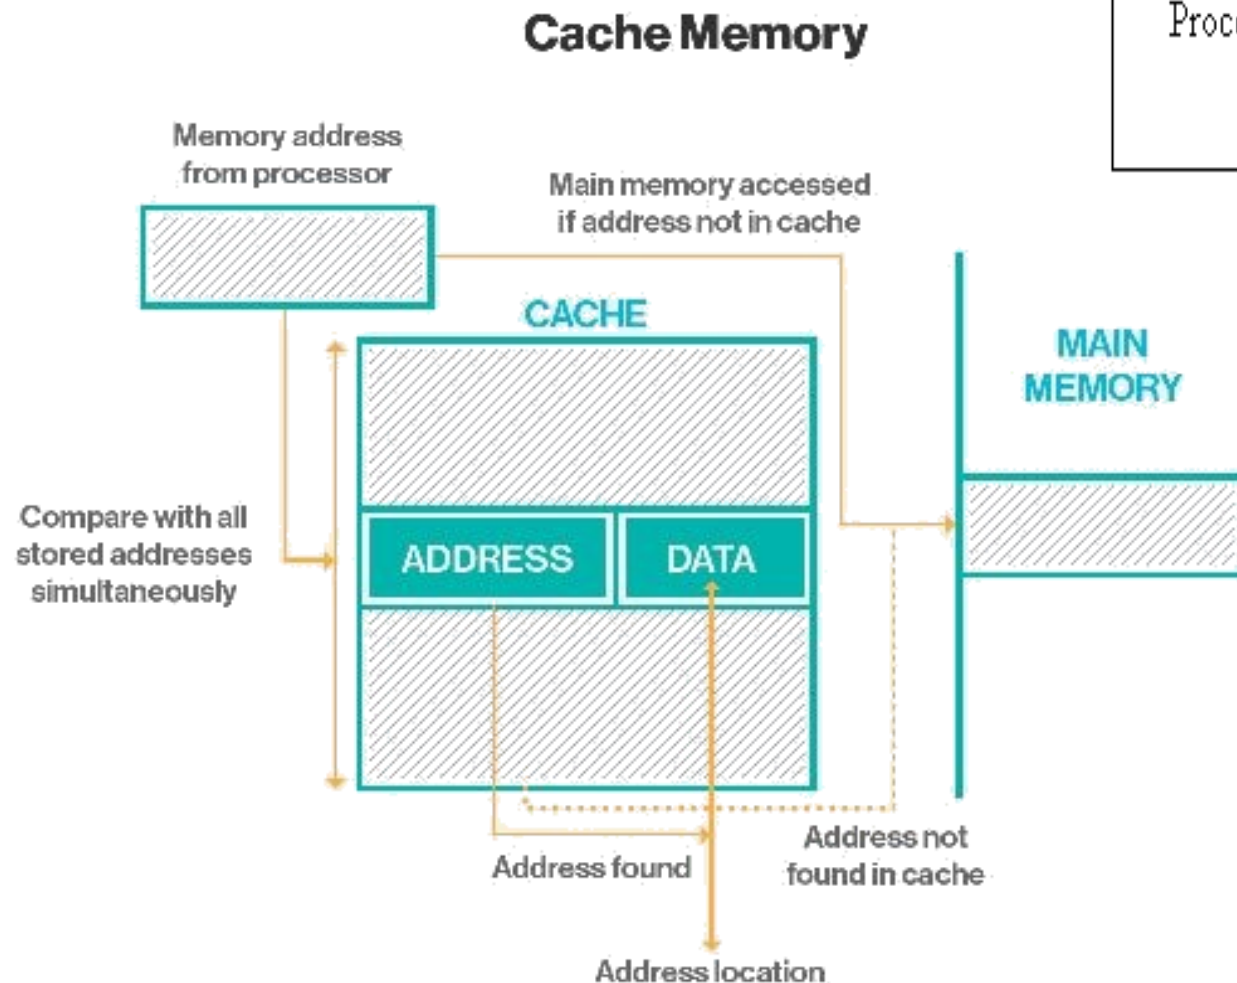 Cache Memory
Proc
Memory address
from processor
Main memory accessed
if address not in cache
CACHE
MAIN
MEMORY
Compare with all
stored addresses
simultaneously
ADDRESS
DATA
Address found
Address not
found in cache
Address location